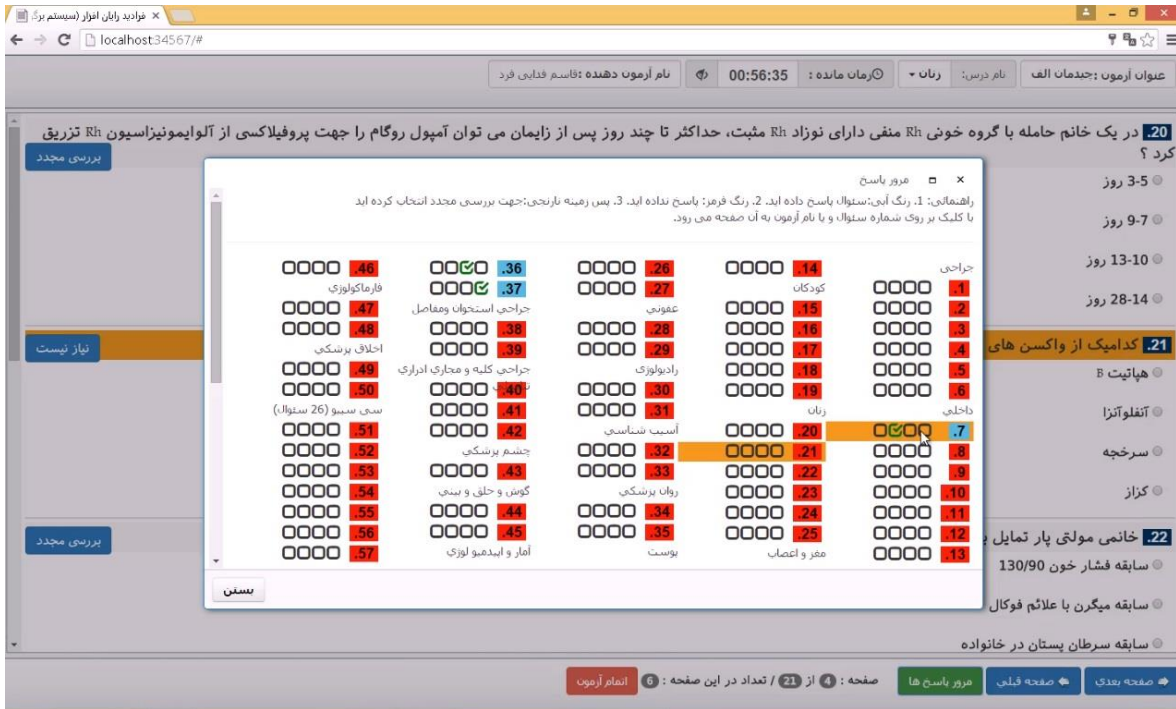 فرادید رایان افزار (سیستم برگ
localhost:34567/#
عنوان آزمون :چیدمان الف
نام درس: زنان
زمان مانده : 00:56:35
نام آزمون دهنده :قاسم فدایی فرد
20. در یک خانم حامله با گروه خونی Rh منفی دارای نوزاد Rh مثبت، حداکثر تا چند روز پس از زایمان می توان آمپول روگام را جهت پروفیلاکسی از آلوایمونیزاسیون Rh تزریق
کرد ؟
بررسی مجدد
3-5 روز
9-7 روز
13-10 روز
28-14 روز
21. کدامیک از واکسن های
نیاز نیست
هپاتیت B
آنفلوآنزا
سرخجه
کزاز
22. خانمی مولتی پار تمایل
بررسی مجدد
سابقه فشار خون 130/90
سابقه میگرن با علائم فوکال
سابقه سرطان پستان در خانواده
مرور پاسخ
راهنمائی: 1. رنگ آبی:سئوال پاسخ داده اید. 2. رنگ قرمز: پاسخ نداده اید. 3. پس زمینه نارنجی:جهت بررسی مجدد انتخاب کرده اید
با کلیک بر روی شماره سئوال و یا نام آزمون به آن صفحه می رود.
جراحی
.1
.2
.3
.4
.5
.6
داخلی
.7
.8
.9
.10
.11
.12
.13
.14
کودکان
.15
.16
.17
.18
.19
زنان
.20
.21
.22
.23
.24
.25
مغز و اعصاب
.26
.27
عفونی
.28
.29
رادیولوژی
.30
.31
آسیب شناسی
.32
.33
روان پزشکی
.34
.35
پوست
.36
.37
جراحی استخوان ومفاصل
.38
.39
جراحی کلیه و مجاری ادراری
.40
.41
.42
چشم پزشکی
.43
گوش و حلق و بینی
.44
.45
آمار و اپیدمیو لوژی
.46
فارماکولوژی
.47
.48
اخلاق پزشکی
.49
.50
سی سیبو (26 سئوال)
.51
.52
.53
.54
.55
.56
.57
بستن
صفحه بعدی
صفحه قبلی
مرور پاسخ ها
صفحه : 4 از 21 / تعداد در این صفحه : 6
اتمام آزمون